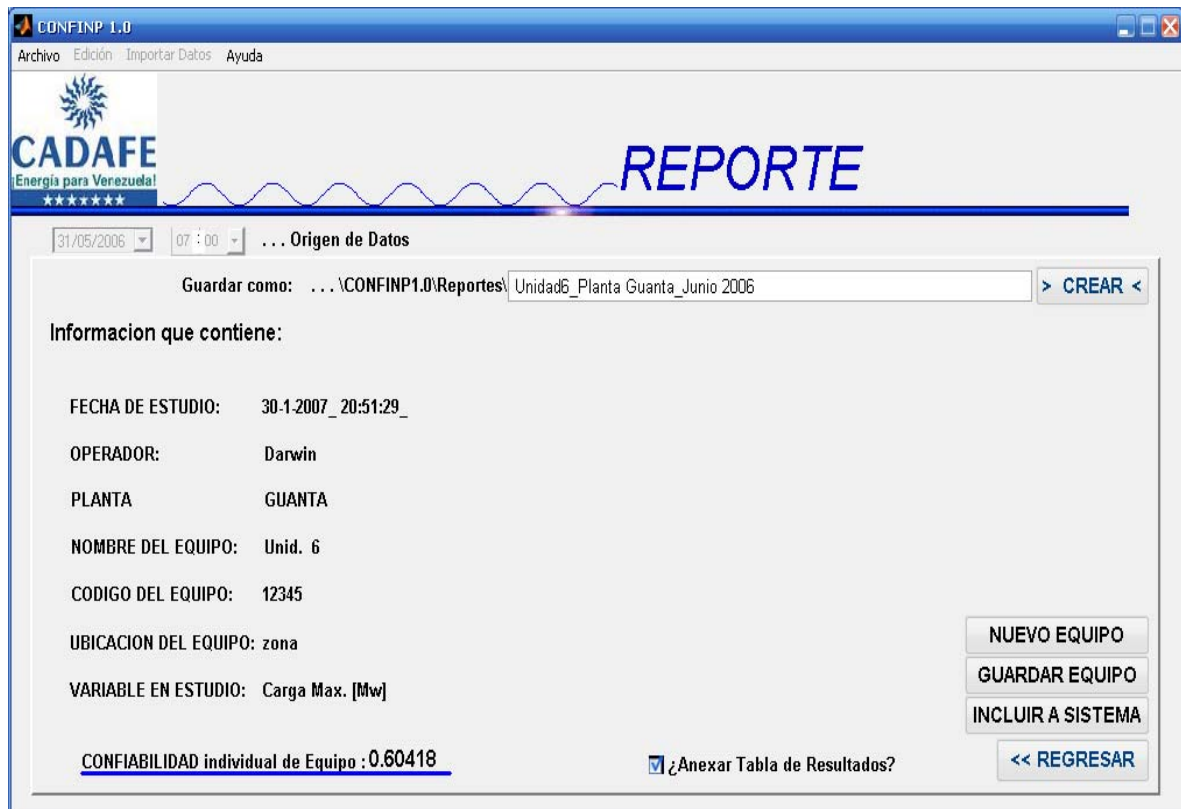 CONFINP 1.0
Archivo Edición Importar Datos Ayuda
CADAFE
¡Energía para Venezuela!
REPORTE
31/05/2006 07 : 00 . . . Origen de Datos
Guardar como: . . . \CONFINP1.0\Reportes\ Unidad6_Planta Guanta_Junio 2006 > CREAR <
Informacion que contiene:
FECHA DE ESTUDIO: 30-1-2007_ 20:51:29_
OPERADOR: Darwin
PLANTA GUANTA
NOMBRE DEL EQUIPO: Unid. 6
CODIGO DEL EQUIPO: 12345
UBICACION DEL EQUIPO: zona
VARIABLE EN ESTUDIO: Carga Max. [Mw]
NUEVO EQUIPO
GUARDAR EQUIPO
INCLUIR A SISTEMA
CONFIABILIDAD individual de Equipo : 0.60418
¿Anexar Tabla de Resultados?
<< REGRESAR